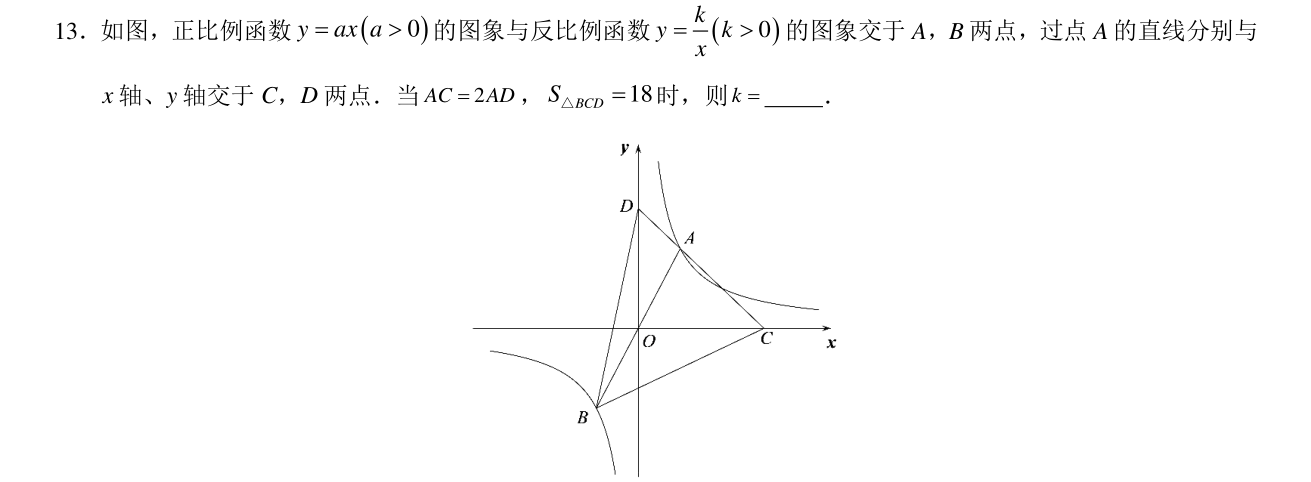 13．如图，正比例函数 y = ax(a > 0) 的图象与反比例函数 y = k/x (k > 0) 的图象交于 A，B 两点，过点 A 的直线分别与
x 轴、y 轴交于 C，D 两点．当 AC = 2AD ， S△BCD = 18 时，则 k = _____ ．
y
D
A
O
C
x
B